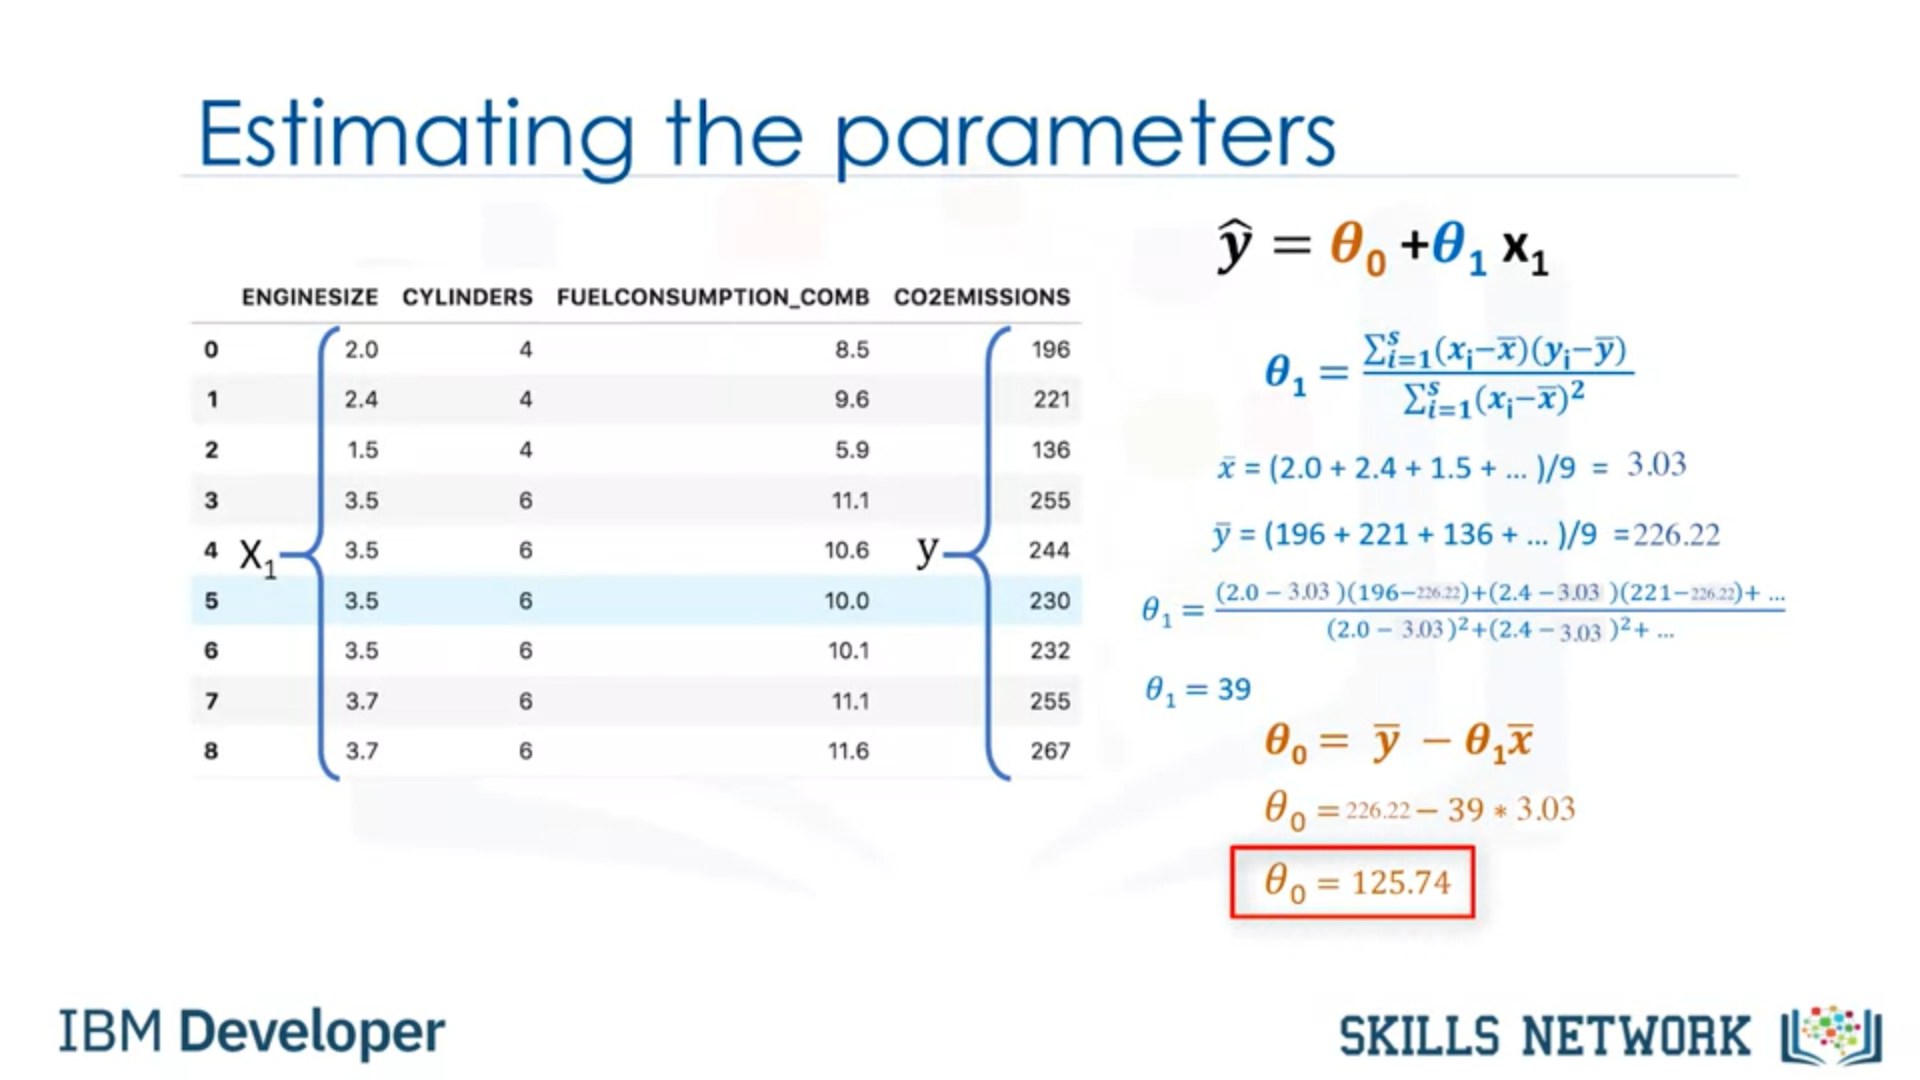 Estimating the parameters
ENGINESIZE CYLINDERS FUELCONSUMPTION_COMB CO2EMISSIONS
0 2.0 4 8.5 196
1 2.4 4 9.6 221
2 1.5 4 5.9 136
3 3.5 6 11.1 255
4 3.5 6 10.6 244
X₁ y
5 3.5 6 10.0 230
6 3.5 6 10.1 232
7 3.7 6 11.1 255
8 3.7 6 11.6 267
ŷ = θ₀ +θ₁ x₁
θ₁ = ∑ˢᵢ₌₁(xᵢ−x̅)(yᵢ−y̅) / ∑ˢᵢ₌₁(xᵢ−x̅)²
x̅ = (2.0 + 2.4 + 1.5 + ... )/9 = 3.03
y̅ = (196 + 221 + 136 + ... )/9 =226.22
θ₁ = (2.0 − 3.03 )(196−226.22)+(2.4 −3.03 )(221−226.22)+ ... / (2.0 − 3.03 )²+(2.4 − 3.03 )²+ ...
θ₁ = 39
θ₀ = y̅ − θ₁x̅
θ₀ = 226.22 − 39 * 3.03
θ₀ = 125.74
IBM Developer
SKILLS NETWORK